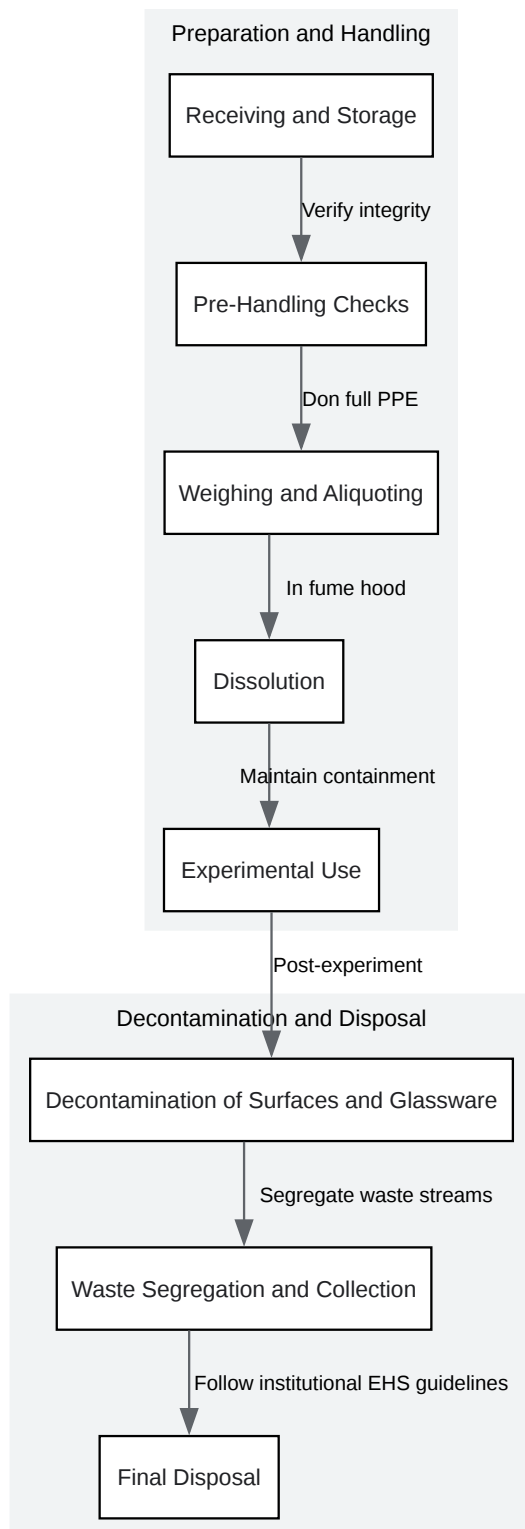 Preparation and Handling
Receiving and Storage
Verify integrity
Pre-Handling Checks
Don full PPE
Weighing and Aliquoting
In fume hood
Dissolution
Maintain containment
Experimental Use
Post-experiment
Decontamination and Disposal
Decontamination of Surfaces and Glassware
Segregate waste streams
Waste Segregation and Collection
Follow institutional EHS guidelines
Final Disposal